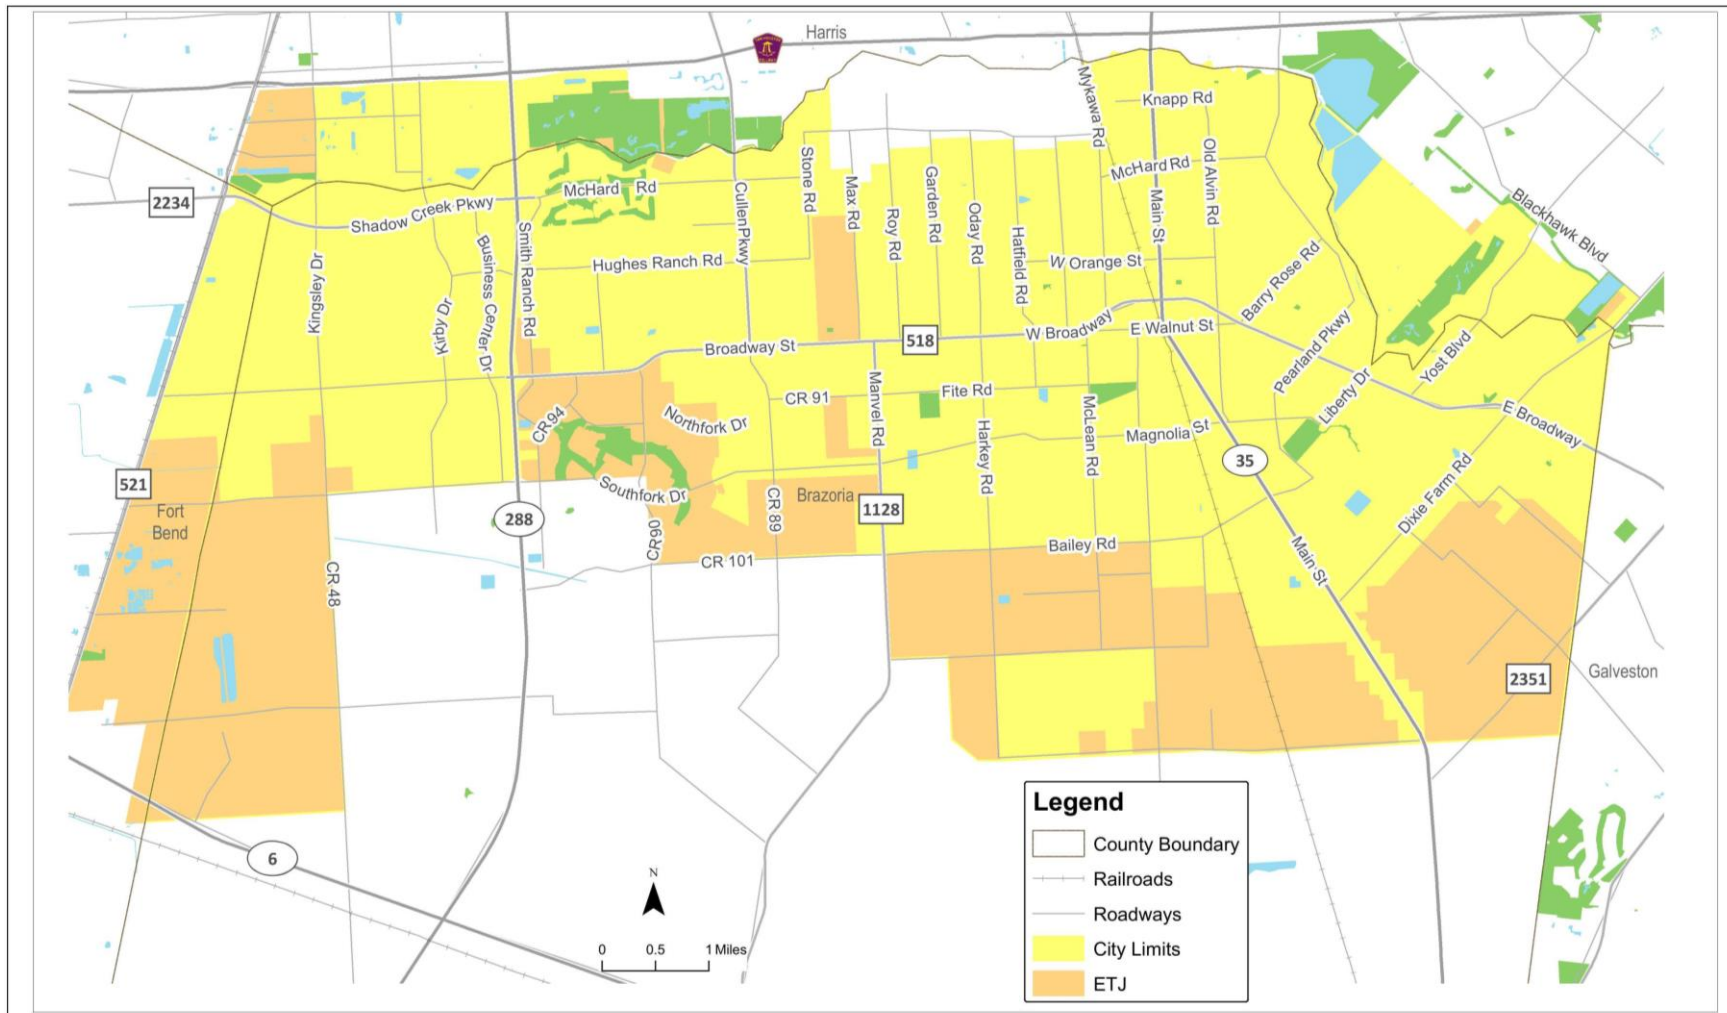 Harris
Mykawa Rd
Knapp Rd
McHard Rd
Old Alvin Rd
Main St
Blackhawk Blvd
2234
Shadow Creek Pkwy
McHard Rd
Cullen Pkwy
Stone Rd
Max Rd
Roy Rd
Garden Rd
Oday Rd
Hatfield Rd
W Orange St
Barry Rose Rd
Kingsley Dr
Kirby Dr
Business Center Dr
Smith Ranch Rd
Hughes Ranch Rd
Broadway St
518
W Broadway
E Walnut St
Pearland Pkwy
Liberty Dr
Yost Blvd
E Broadway
CR 94
Northfork Dr
CR 91
Manvel Rd
Fite Rd
Harkey Rd
McLean Rd
Magnolia St
35
Dixie Farm Rd
521
Fort
Bend
288
Southfork Dr
CR 90
CR 89
Brazoria
1128
CR 101
Bailey Rd
Main St
CR 48
2351
Galveston
6
N
0 0.5 1 Miles
Legend
County Boundary
Railroads
Roadways
City Limits
ETJ